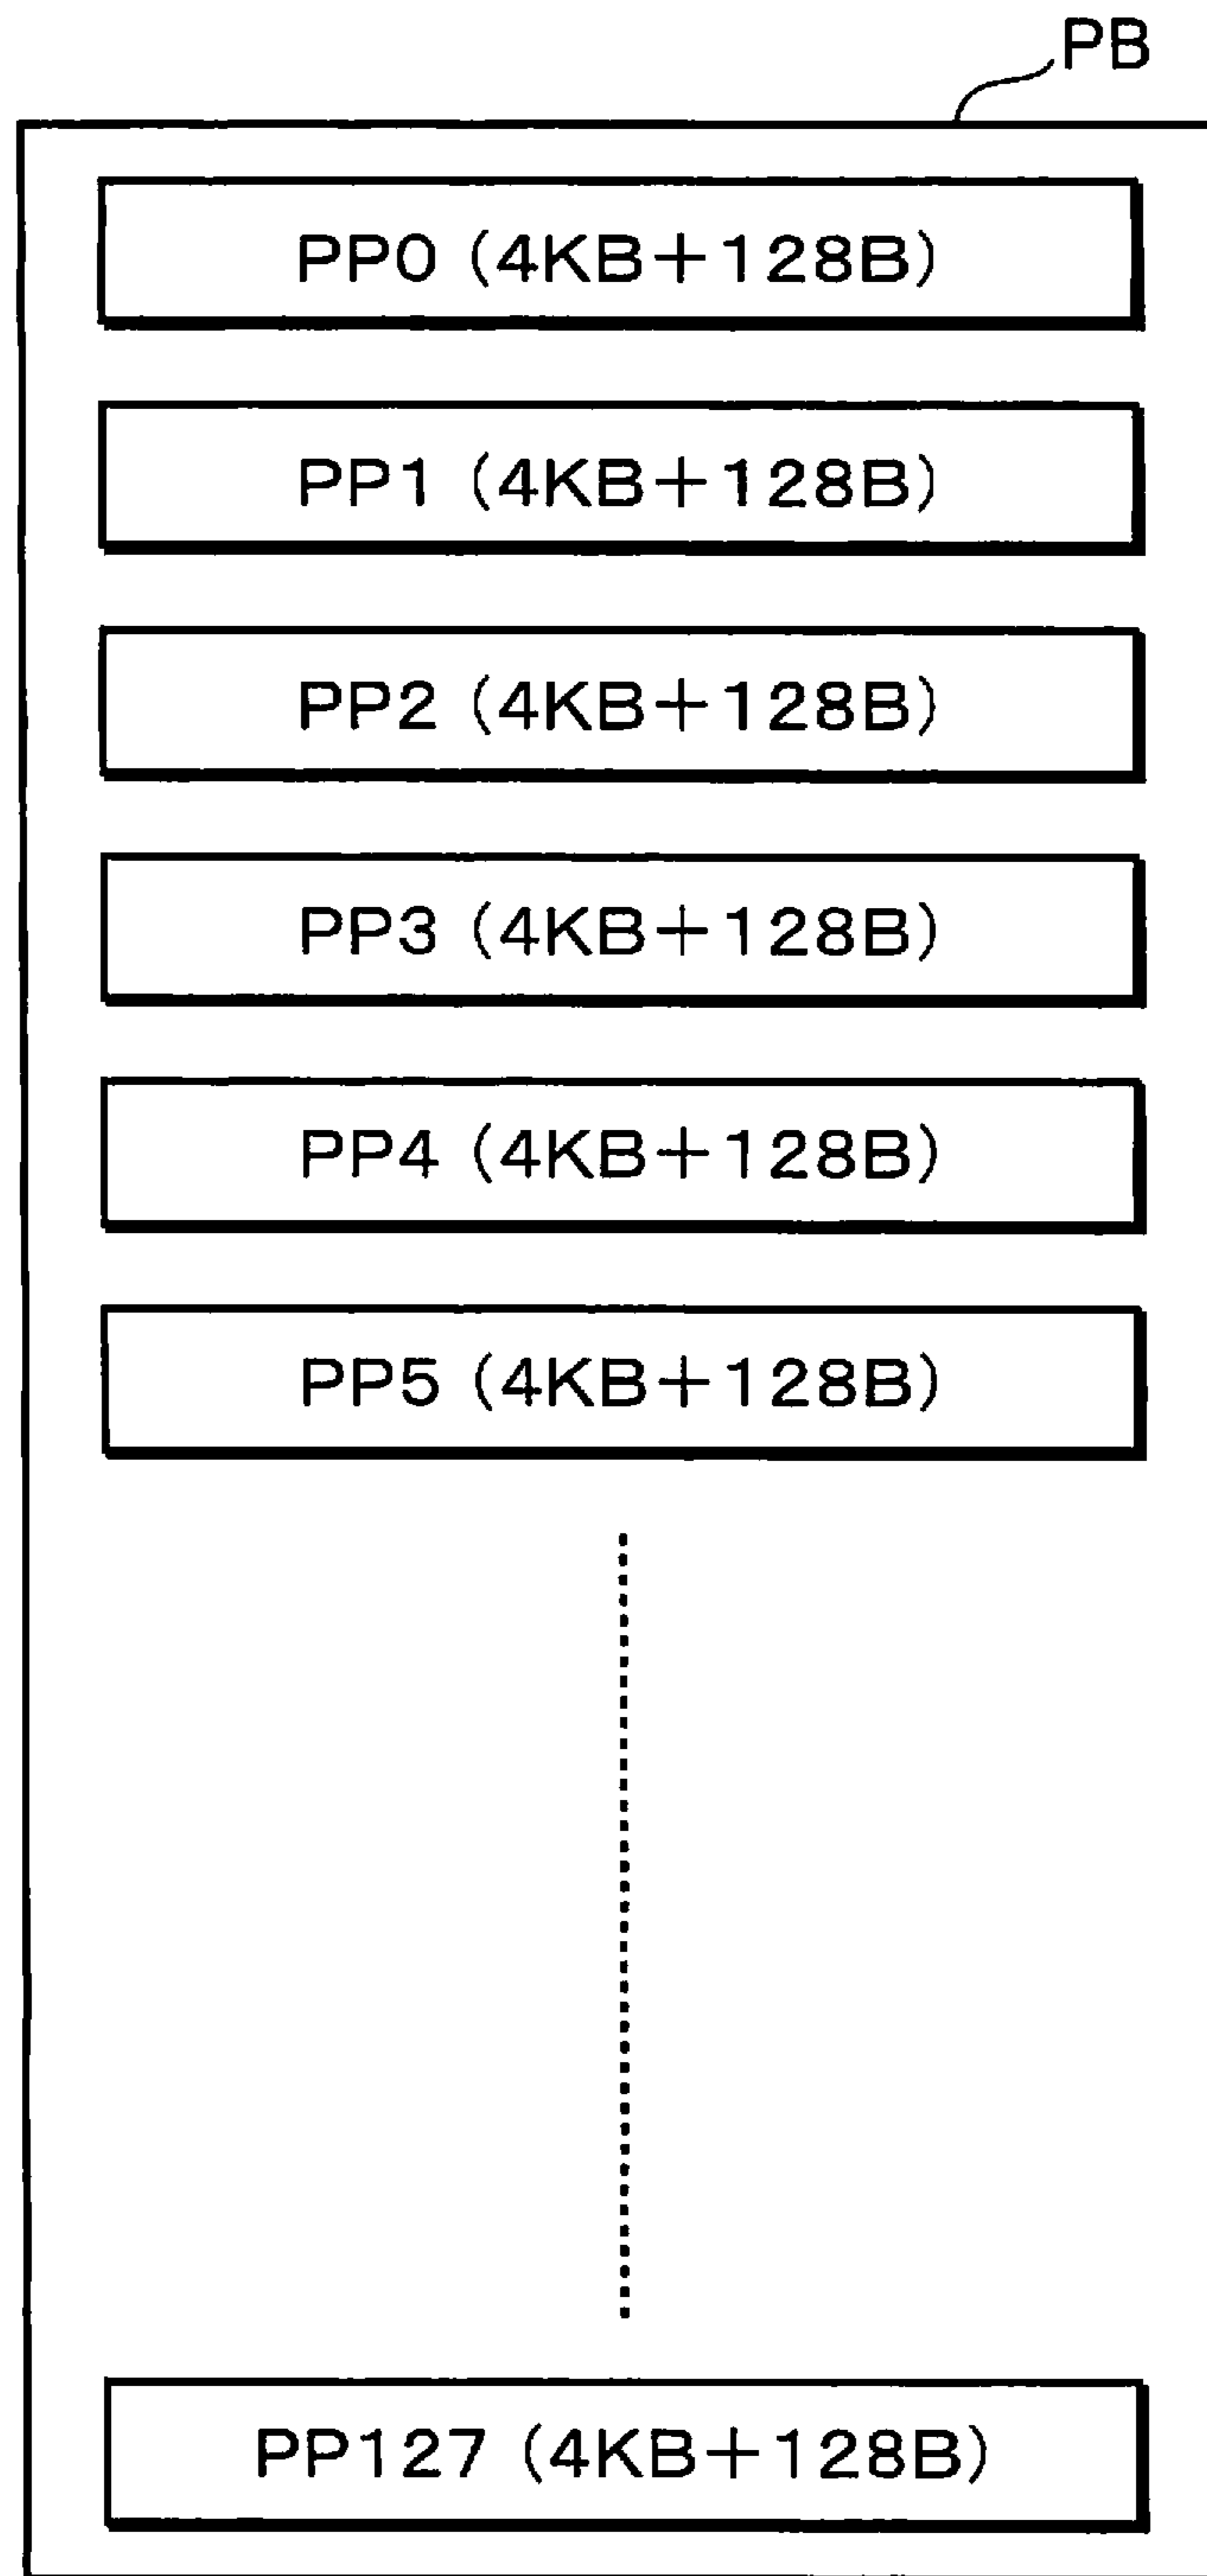 PB
PP0 (4KB+128B)
PP1 (4KB+128B)
PP2 (4KB+128B)
PP3 (4KB+128B)
PP4 (4KB+128B)
PP5 (4KB+128B)
PP127 (4KB+128B)